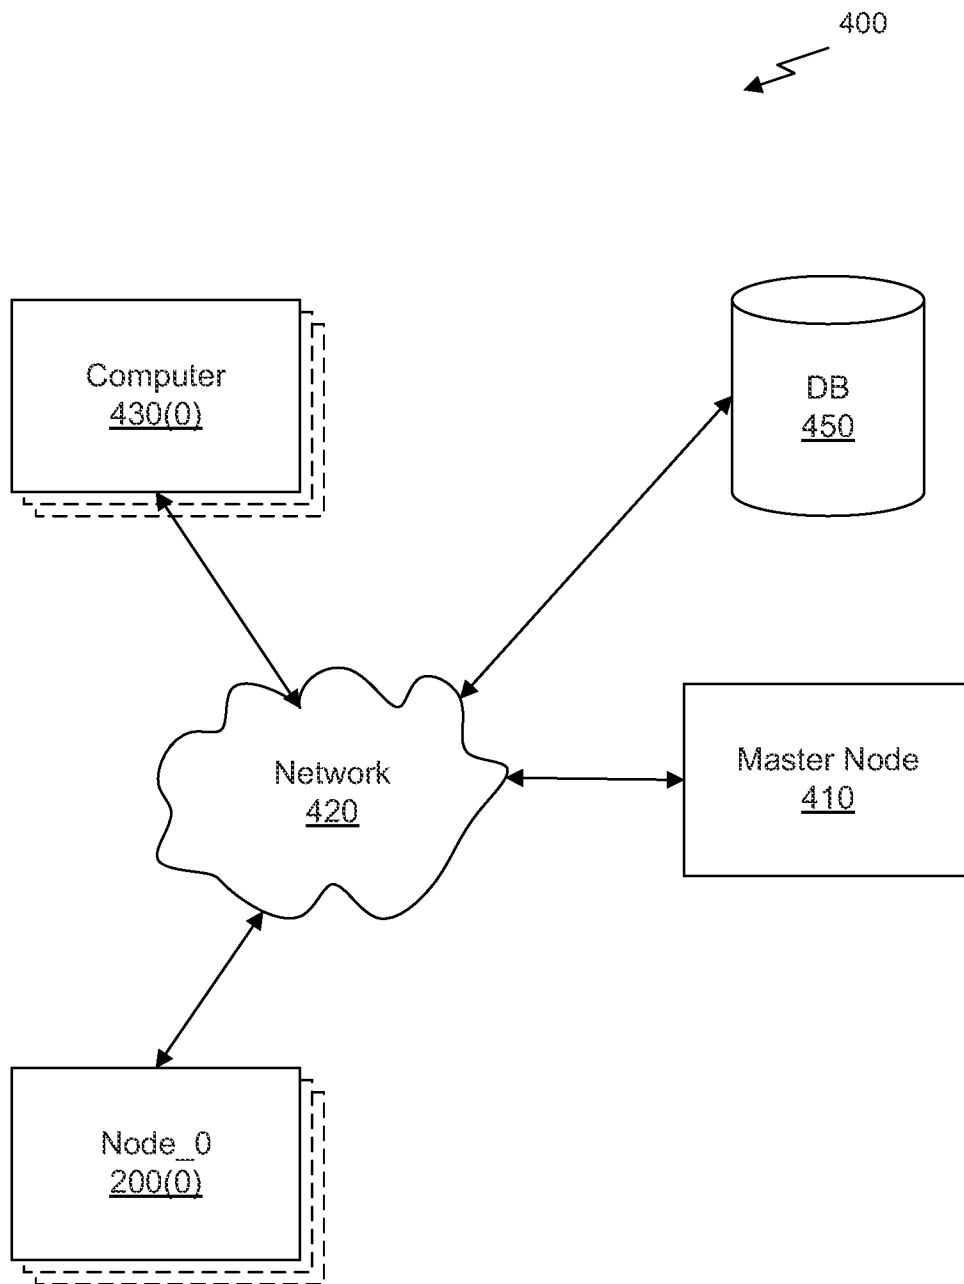 400
Computer
430(0)
DB
450
Network
420
Master Node
410
Node_0
200(0)